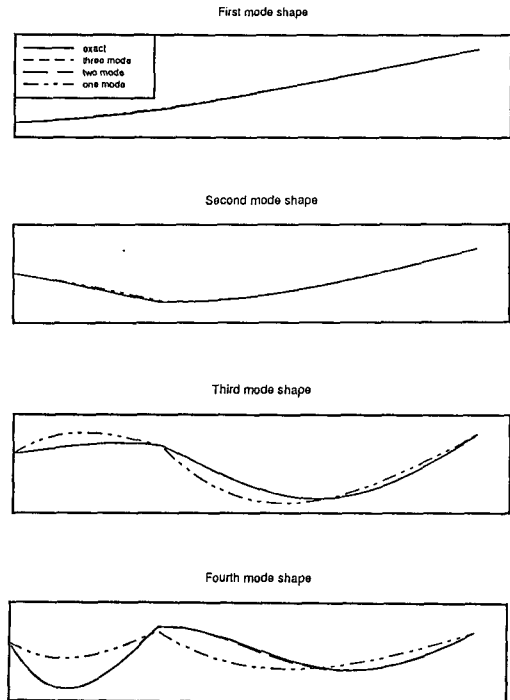 First mode shape
exact
three mode
two mode
one mode
Second mode shape
Third mode shape
Fourth mode shape